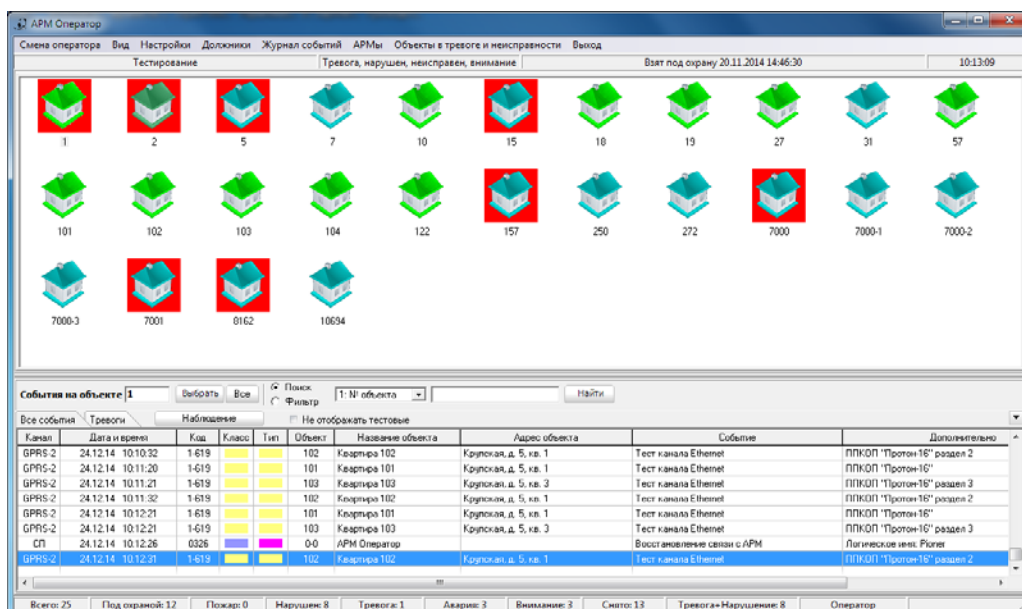 АРМ Оператор
Смена оператора Вид Настройки Должники Журнал событий АРМы Объекты в тревоге и неисправности Выход
Тестирование Тревога, нарушен, неисправен, внимание Взят под охрану 20.11.2014 14:46:30 10:13:09
1 2 5 7 10 15 18 19 27 31 57
101 102 103 104 122 157 250 272 7000 7000-1 7000-2
7000-3 7001 8162 10694
События на объекте 1 Выбрать Все Поиск Фильтр 1: № объекта Найти
Все события Тревоги Наблюдение Не отображать тестовые
Канал Дата и время Код Класс Тип Объект Название объекта Адрес объекта Событие Дополнительно
GPRS-2 24.12.14 10:10:32 1-619 102 Квартира 102 Крупская, д. 5, кв. 1 Тест канала Ethernet ППКОП "Протон-16" раздел 2
GPRS-2 24.12.14 10:11:20 1-619 101 Квартира 101 Крупская, д. 5, кв. 1 Тест канала Ethernet ППКОП "Протон-16"
GPRS-2 24.12.14 10:11:21 1-619 103 Квартира 103 Крупская, д. 5, кв. 3 Тест канала Ethernet ППКОП "Протон-16" раздел 3
GPRS-2 24.12.14 10:11:32 1-619 102 Квартира 102 Крупская, д. 5, кв. 1 Тест канала Ethernet ППКОП "Протон-16" раздел 2
GPRS-2 24.12.14 10:12:21 1-619 101 Квартира 101 Крупская, д. 5, кв. 1 Тест канала Ethernet ППКОП "Протон-16"
GPRS-2 24.12.14 10:12:21 1-619 103 Квартира 103 Крупская, д. 5, кв. 3 Тест канала Ethernet ППКОП "Протон-16" раздел 3
СП 24.12.14 10:12:26 0326 0-0 АРМ Оператор Восстановление связи с АРМ Логическое имя: Pioner
GPRS-2 24.12.14 10:12:31 1-619 102 Квартира 102 Крупская, д. 5, кв. 1 Тест канала Ethernet ППКОП "Протон-16" раздел 2
Всего: 25 Под охраной: 12 Пожар: 0 Нарушен: 8 Тревога: 1 Авария: 3 Внимание: 3 Снято: 13 Тревога+Нарушение: 8 Оператор